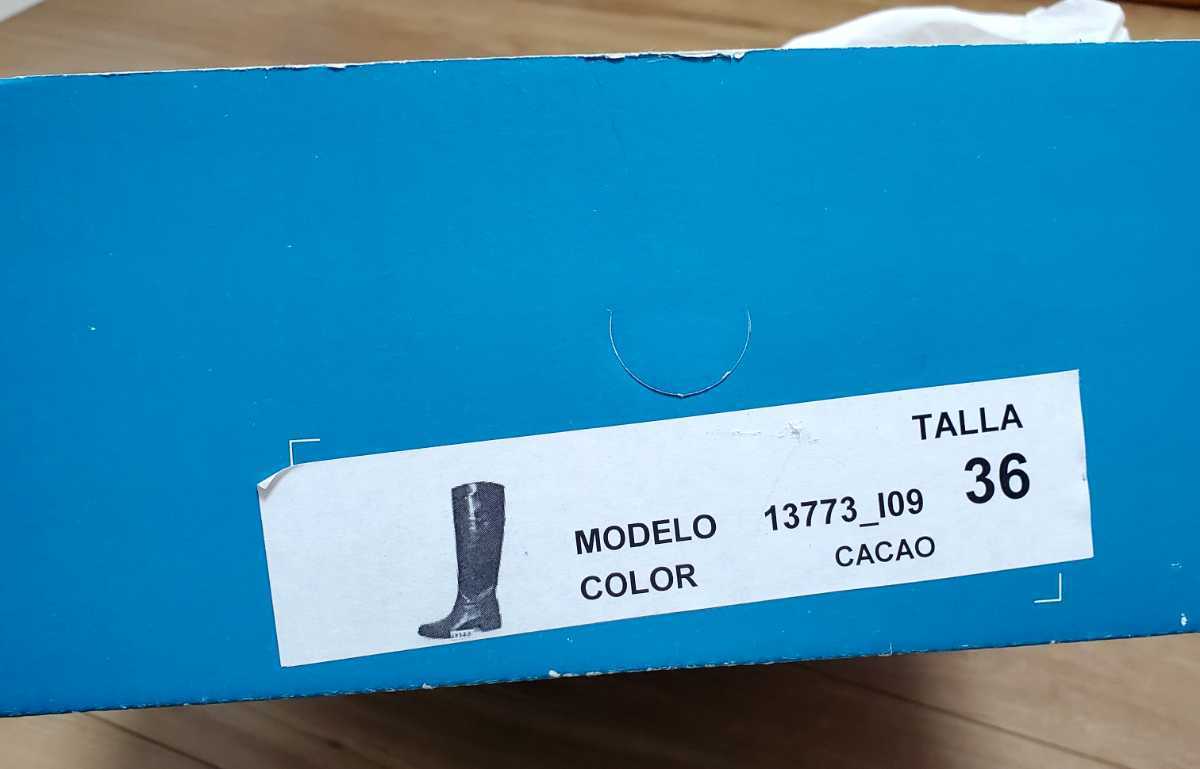 TALLA
36
MODELO 13773_I09
COLOR CACAO